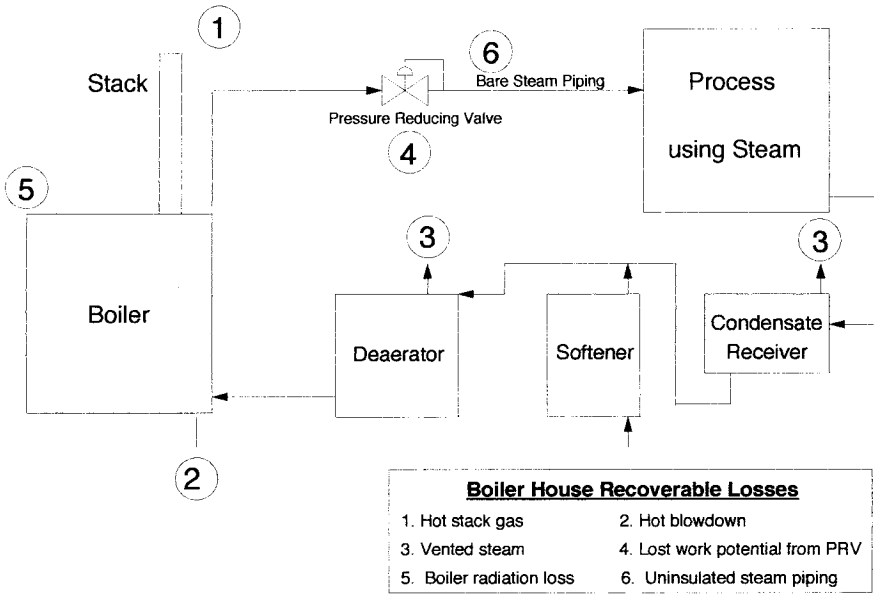 1
Stack
6
Bare Steam Piping
Process
using Steam
Pressure Reducing Valve
4
5
Boiler
3
3
Deaerator
Softener
Condensate
Receiver
2
Boiler House Recoverable Losses
1. Hot stack gas
2. Hot blowdown
3. Vented steam
4. Lost work potential from PRV
5. Boiler radiation loss
6. Uninsulated steam piping